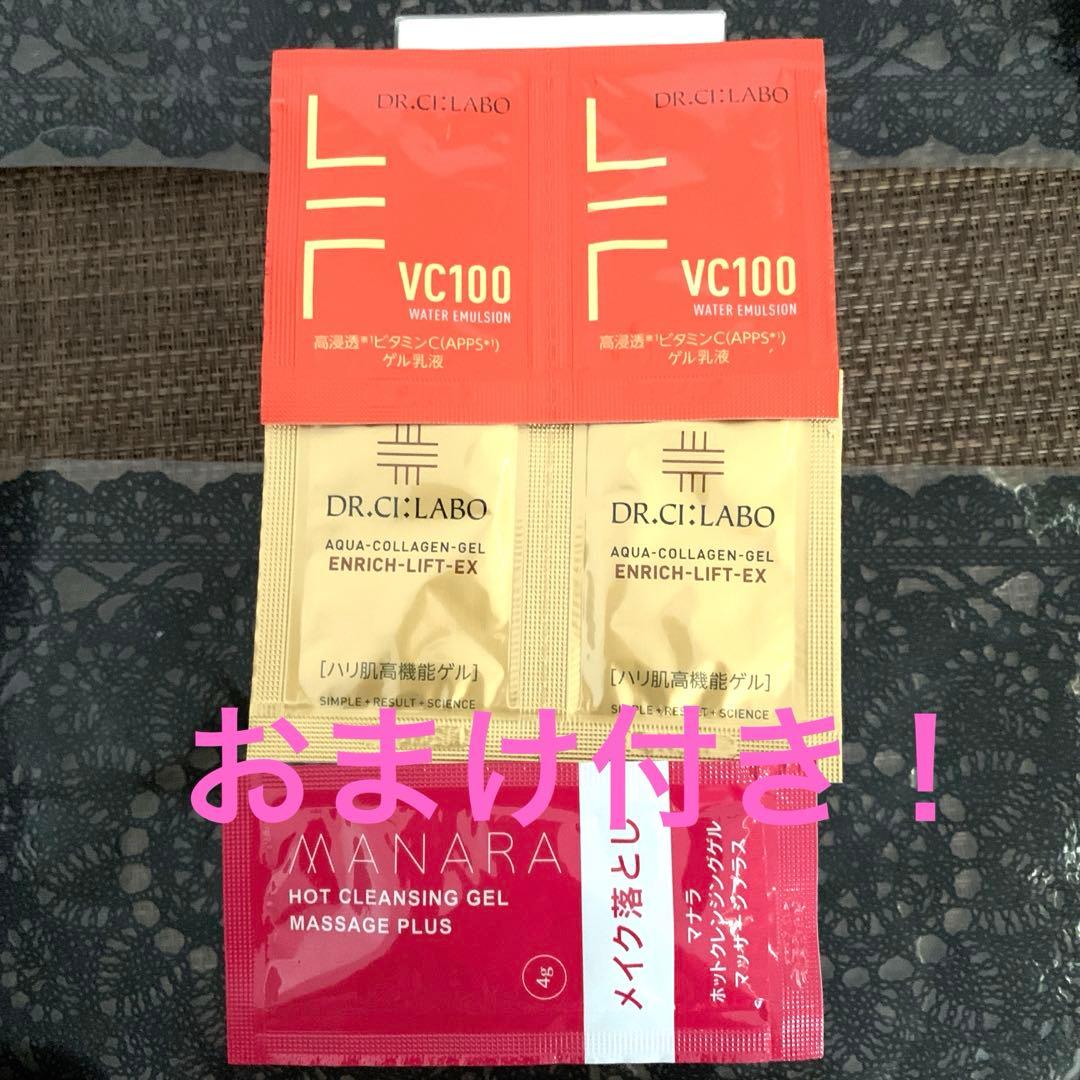 DR.CI:LABO
VC100
WATER EMULSION
高浸透※1ビタミンC(APPS*1)
ゲル乳液
DR.CI:LABO
VC100
WATER EMULSION
高浸透※1ビタミンC(APPS*1)
ゲル乳液
DR.CI:LABO
AQUA-COLLAGEN-GEL
ENRICH-LIFT-EX
[ハリ肌高機能ゲル]
SIMPLE+RESULT+SCIENCE
DR.CI:LABO
AQUA-COLLAGEN-GEL
ENRICH-LIFT-EX
[ハリ肌高機能ゲル]
SIMPLE+RESULT+SCIENCE
おまけ付き!
MANARA
HOT CLEANSING GEL
MASSAGE PLUS
4g
メイク落とし
マナラ
ホットクレンジングゲル
マッサージプラス